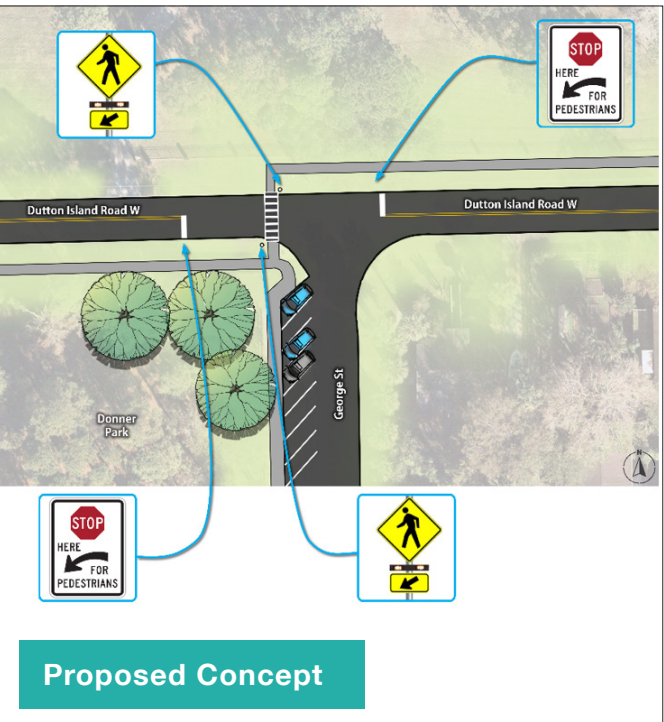 STOP
HERE
FOR
PEDESTRIANS
Dutton Island Road W
Dutton Island Road W
George St
Donner
Park
N
STOP
HERE
FOR
PEDESTRIANS
Proposed Concept